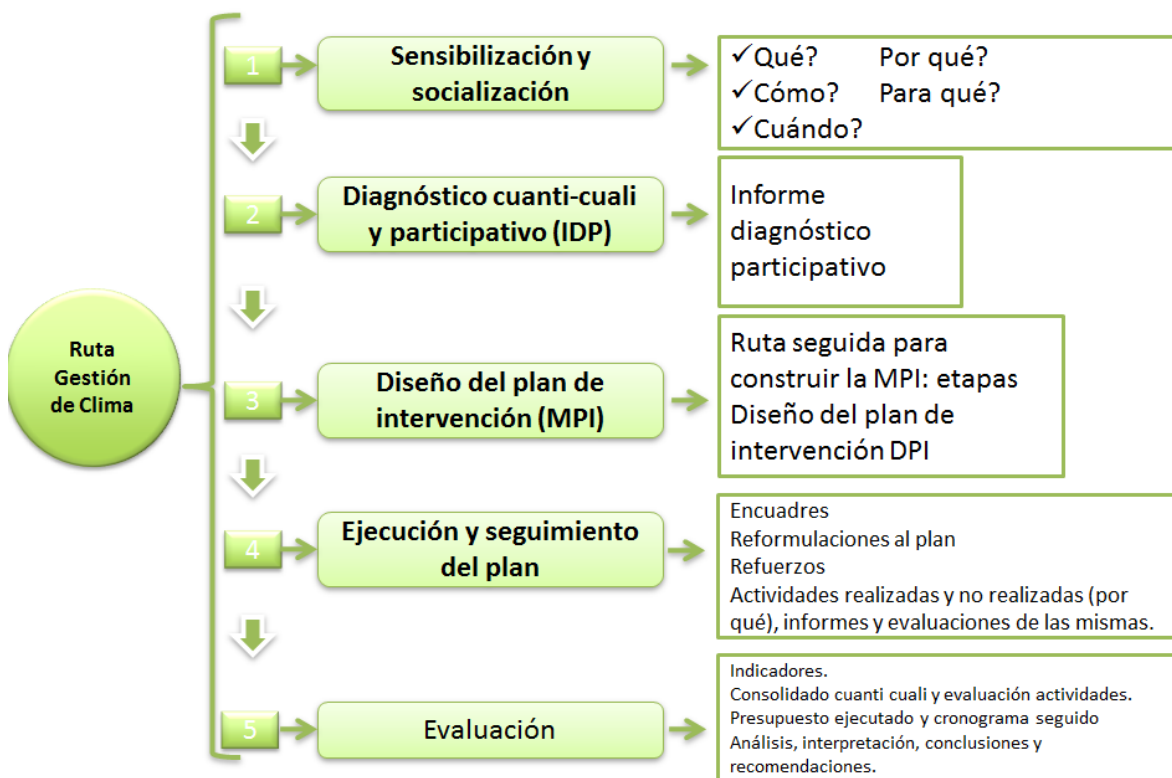 Ruta
Gestión
de Clima
1
Sensibilización y
socialización
✓Qué? Por qué?
✓Cómo? Para qué?
✓Cuándo?
2
Diagnóstico cuanti-cuali
y participativo (IDP)
Informe
diagnóstico
participativo
3
Diseño del plan de
intervención (MPI)
Ruta seguida para
construir la MPI: etapas
Diseño del plan de
intervención DPI
4
Ejecución y seguimiento
del plan
Encuadres
Reformulaciones al plan
Refuerzos
Actividades realizadas y no realizadas (por
qué), informes y evaluaciones de las mismas.
5
Evaluación
Indicadores.
Consolidado cuanti cuali y evaluación actividades.
Presupuesto ejecutado y cronograma seguido
Análisis, interpretación, conclusiones y
recomendaciones.